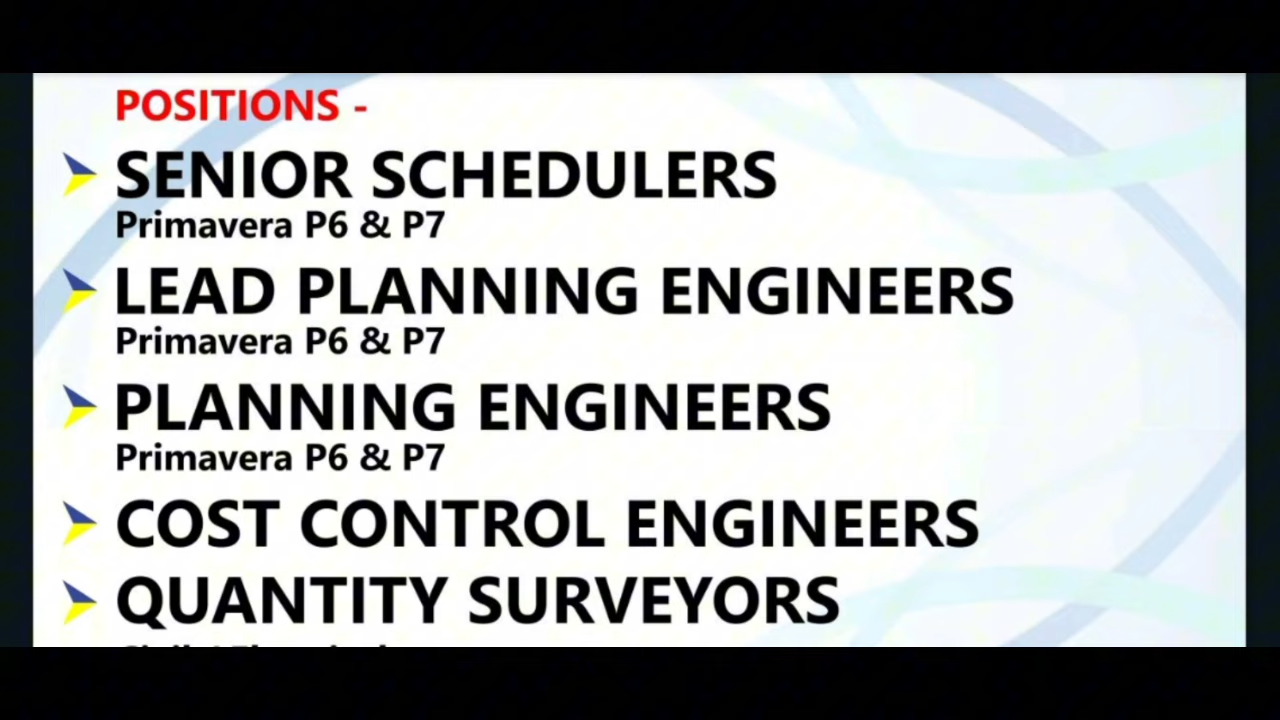 POSITIONS -
SENIOR SCHEDULERS
Primavera P6 & P7
LEAD PLANNING ENGINEERS
Primavera P6 & P7
PLANNING ENGINEERS
Primavera P6 & P7
COST CONTROL ENGINEERS
QUANTITY SURVEYORS